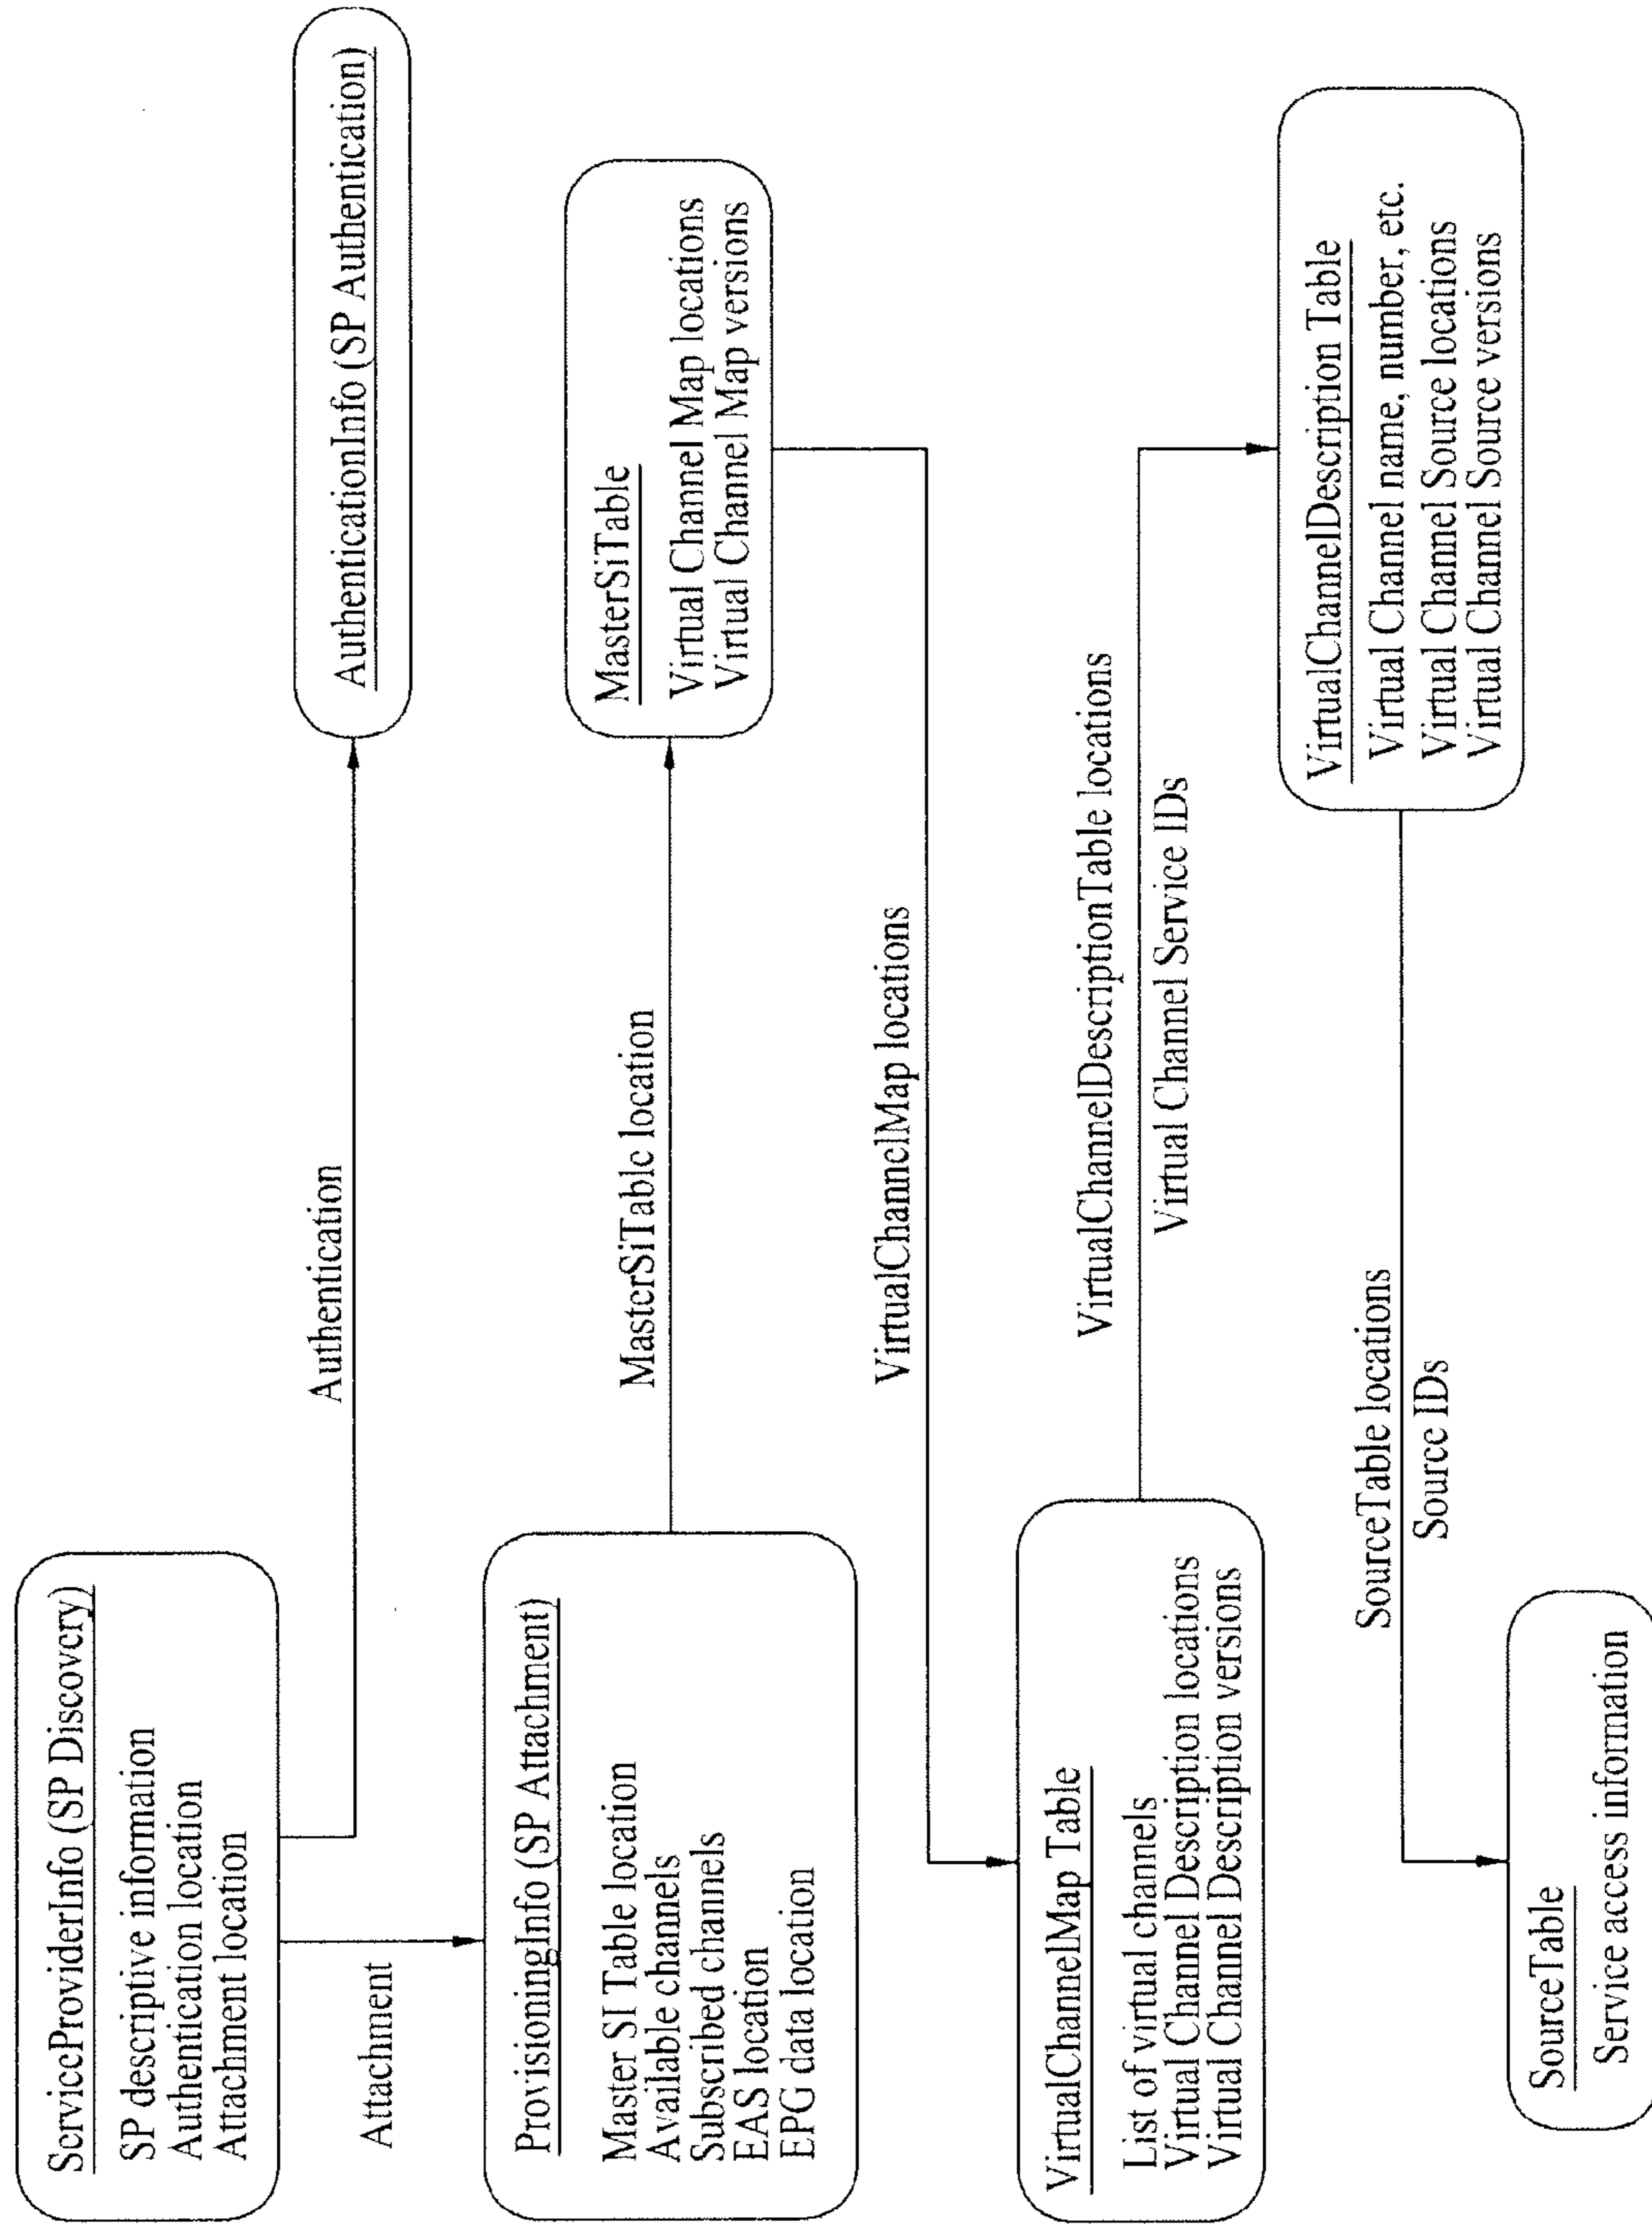 ServiceProviderInfo (SP Discovery)
SP descriptive information
Authentication location
Attachment location
Authentication
AuthenticationInfo (SP Authentication)
Attachment
ProvisioningInfo (SP Attachment)
Master SI Table location
Available channels
Subscribed channels
EAS location
EPG data location
MasterSiTable location
MasterSiTable
Virtual Channel Map locations
Virtual Channel Map versions
VirtualChannelMap locations
VirtualChannelMap Table
List of virtual channels
Virtual Channel Description locations
Virtual Channel Description versions
VirtualChannelDescriptionTable locations
Virtual Channel Service IDs
VirtualChannelDescription Table
Virtual Channel name, number, etc.
Virtual Channel Source locations
Virtual Channel Source versions
SourceTable locations
Source IDs
SourceTable
Service access information